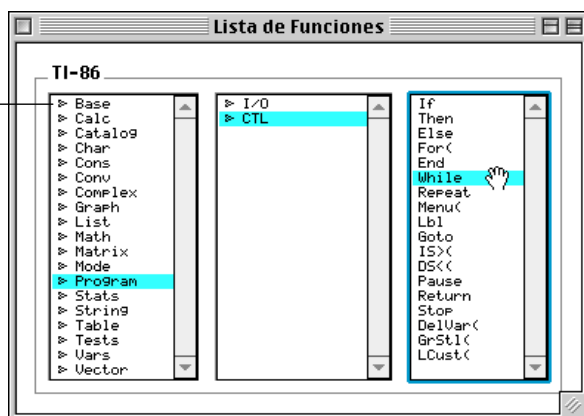 Lista de Funciones
TI-86
Base
Calc
Catalog
Char
Cons
Conv
Complex
Graph
List
Math
Matrix
Mode
Program
Stats
String
Table
Tests
Vars
Vector
I/O
CTL
If
Then
Else
For(
End
While
Repeat
Menu(
Lbl
Goto
IS>(
DS<(
Pause
Return
Stop
DelVar(
GrStl(
LCust(